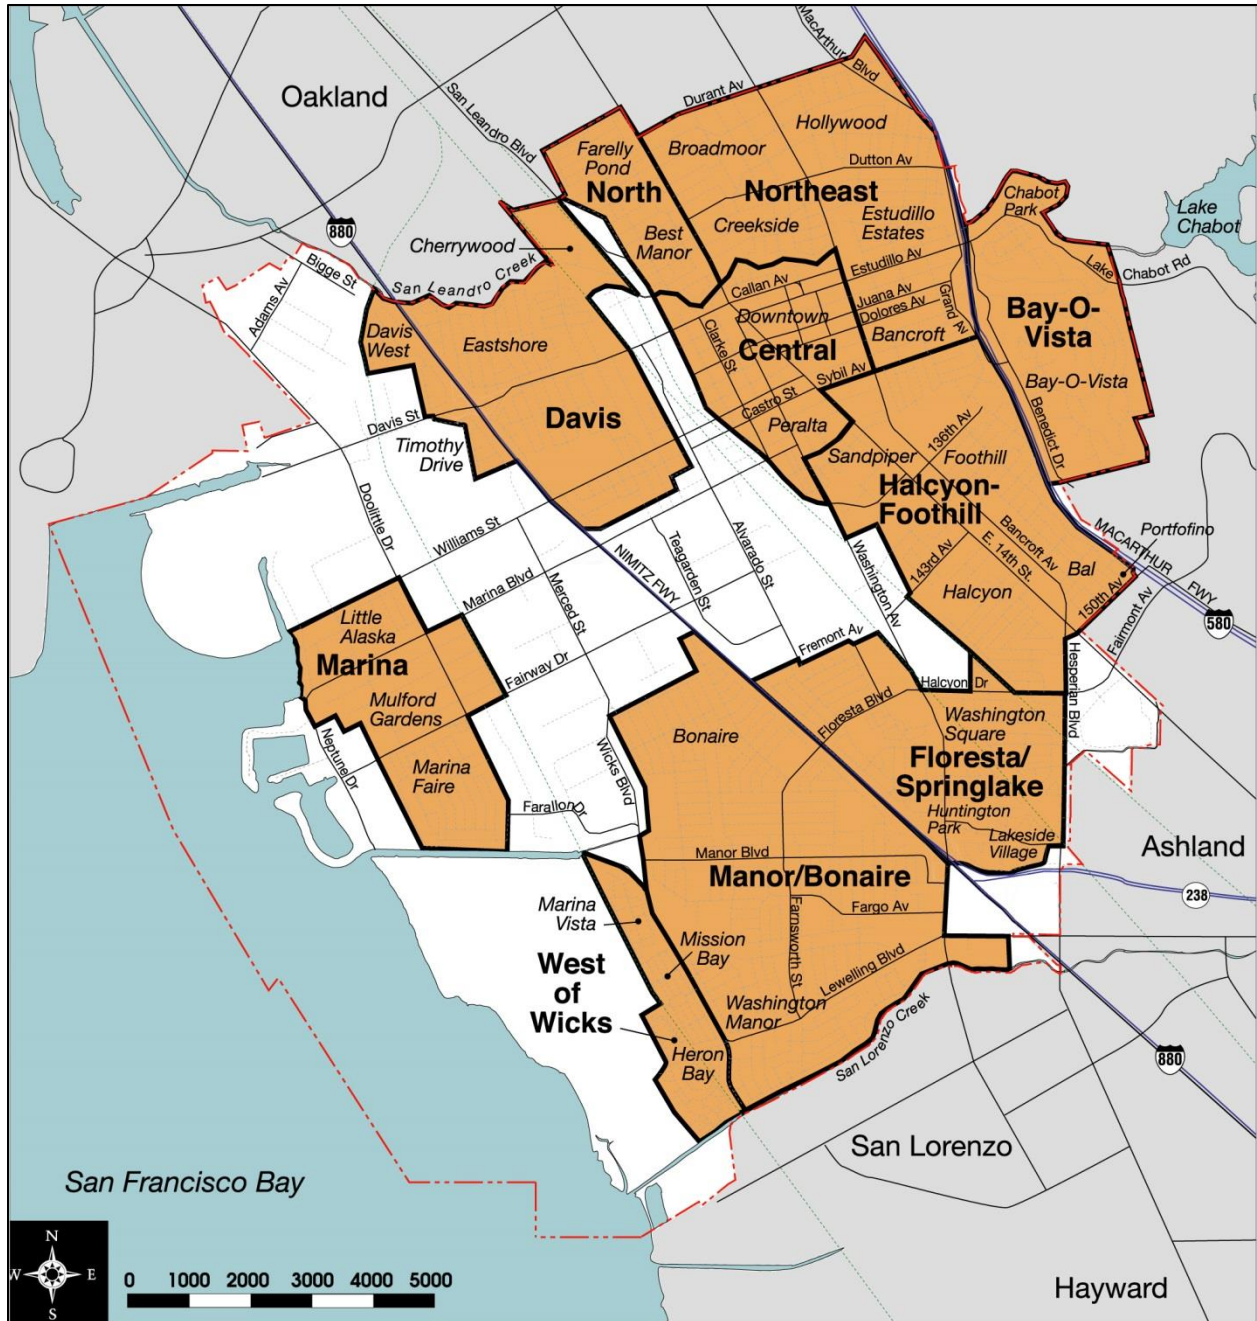 Oakland
MacArthur
Blvd
San Leandro Blvd
Durant Av
Hollywood
Farelly
Pond
Broadmoor
Dutton Av
North
Northeast
Chabot
Park
Lake
Chabot
880
Cherrywood
Best
Manor
Creekside
Estudillo
Estates
Bigge St
Adams Av
San Leandro Creek
Estudillo Av
Lake
Chabot Rd
Callan Av
Juana Av
Dolores Av
Grand Av
Downtown
Bancroft
Bay-O-
Vista
Davis
West
Eastshore
Clarke St
Central
Sybil Av
Bay-O-Vista
Castro St
Davis
Davis St
Timothy
Drive
Peralta
136th Av
Benedict Dr
Sandpiper
Foothill
Halcyon-
Foothill
Doolittle Dr
Williams St
NIMITZ FWY
Teagarden St
Alvarado St
Washington Av
143rd Av
Bancroft Av
E. 14th St.
MACARTHUR
FWY
Portfofino
Bal
150th Av
Fairmont Av
580
Marina Blvd
Merced St
Halcyon
Little
Alaska
Marina
Fairway Dr
Fremont Av
Halcyon Dr
Hesperian Blvd
Mulford
Gardens
Floresta Blvd
Washington
Square
Neptune Dr
Bonaire
Wicks Blvd
Floresta/
Springlake
Marina
Faire
Farallon Dr
Huntington
Park
Lakeside
Village
Ashland
Manor Blvd
Manor/Bonaire
238
Marina
Vista
Farnsworth St
Fargo Av
Mission
Bay
West
of
Wicks
Lewelling Blvd
Washington
Manor
San Lorenzo Creek
Heron
Bay
880
San Lorenzo
San Francisco Bay
N
W
E
S
0 1000 2000 3000 4000 5000
Hayward